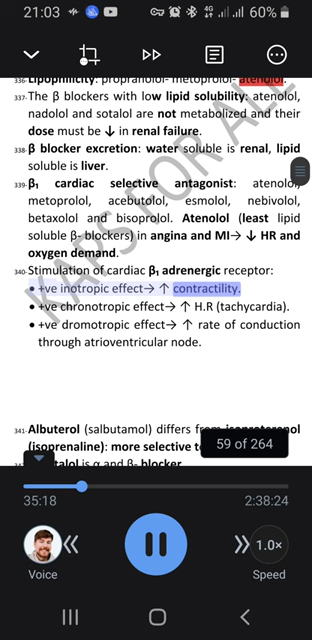 21:03
4G
60%
336- Lipophilicity: propranolol- metoprolol- atenolol.
337- The β blockers with low lipid solubility: atenolol,
nadolol and sotalol are not metabolized and their
dose must be ↓ in renal failure.
338- β blocker excretion: water soluble is renal, lipid
soluble is liver.
339- β₁ cardiac selective antagonist: atenolol,
metoprolol, acebutolol, esmolol, nebivolol,
betaxolol and bisoprolol. Atenolol (least lipid
soluble β- blockers) in angina and MI→ ↓ HR and
oxygen demand.
340- Stimulation of cardiac β₁ adrenergic receptor:
• +ve inotropic effect→ ↑ contractility.
• +ve chronotropic effect→ ↑ H.R (tachycardia).
• +ve dromotropic effect→ ↑ rate of conduction
through atrioventricular node.
KAPS FOR ALL
341- Albuterol (salbutamol) differs from isoproterenol
(isoprenaline): more selective
59 of 264
is α and β- blocker
35:18
2:38:24
1.0×
Voice
Speed